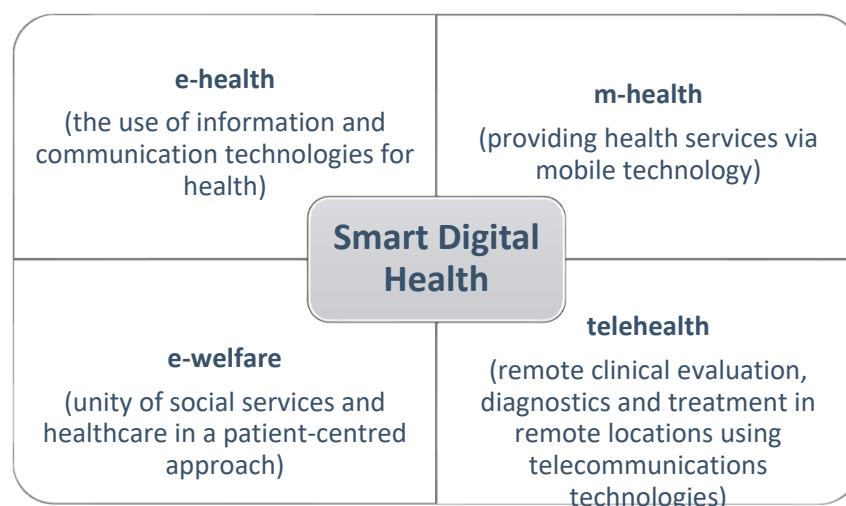 e-health
(the use of information and
communication technologies for
health)
m-health
(providing health services via
mobile technology)
Smart Digital
Health
e-welfare
(unity of social services and
healthcare in a patient-centred
approach)
telehealth
(remote clinical evaluation,
diagnostics and treatment in
remote locations using
telecommunications
technologies)